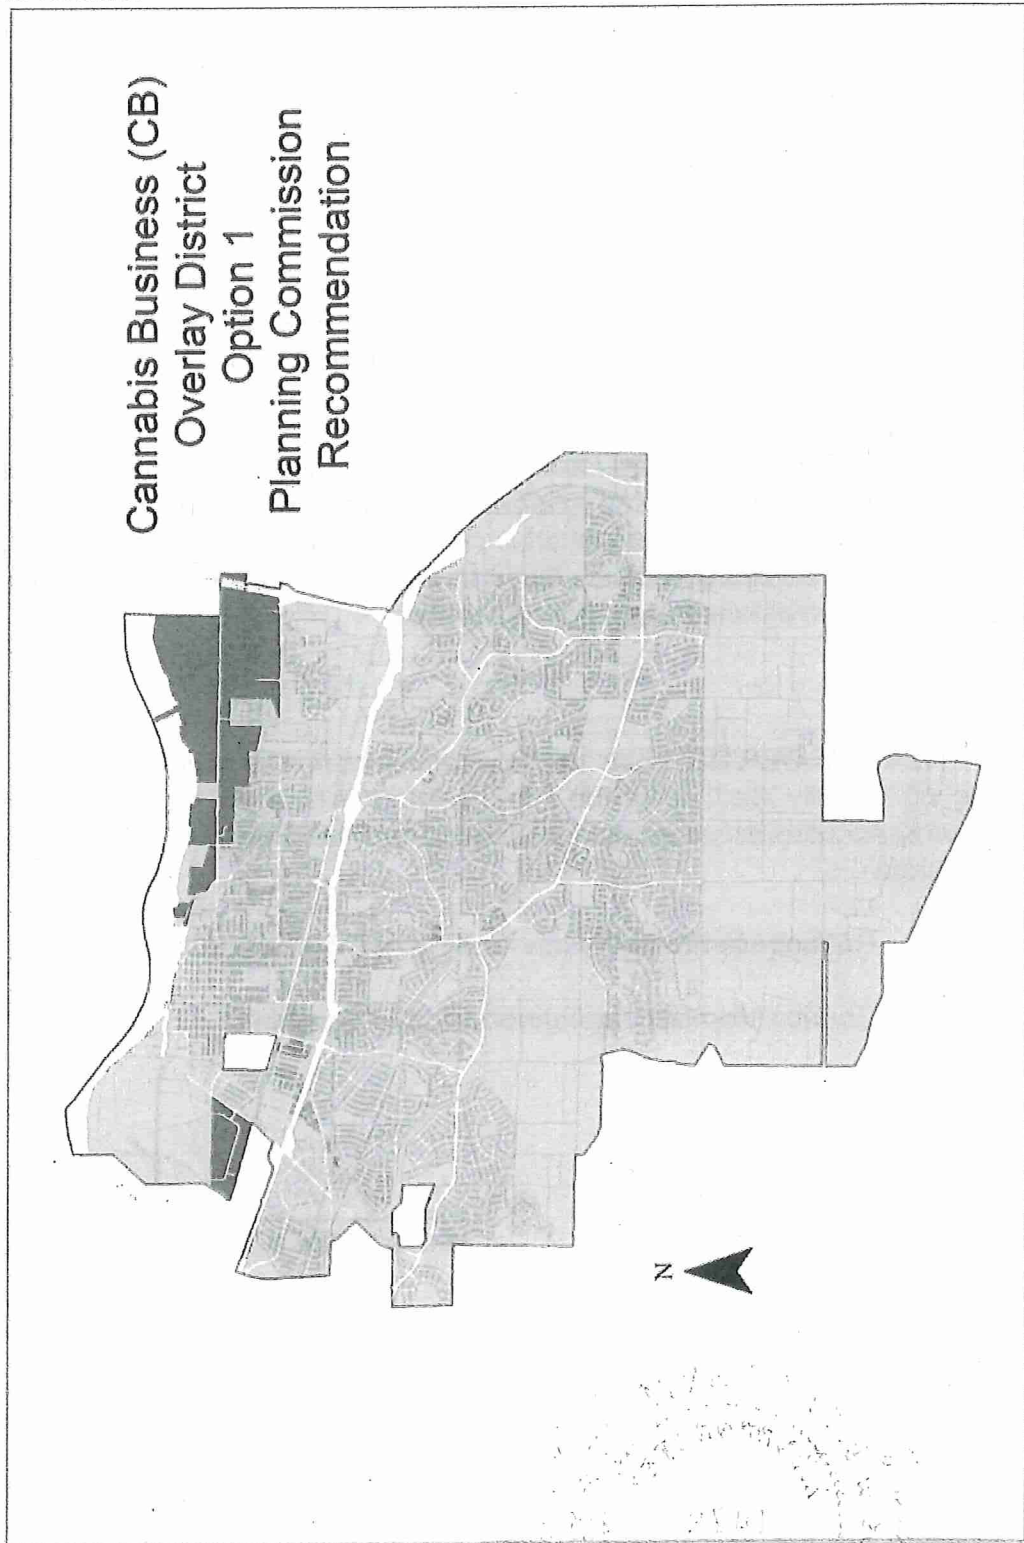 Cannabis Business (CB)
Overlay District
Option 1
Planning Commission
Recommendation
N